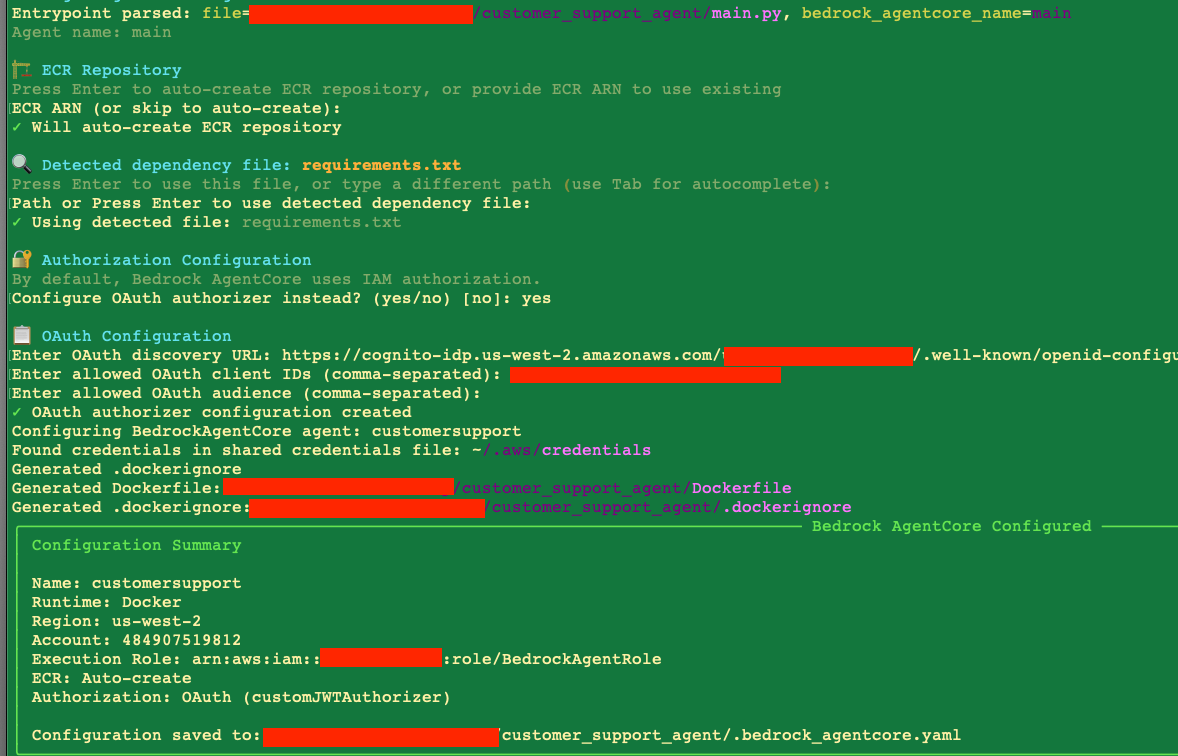 Entrypoint parsed: file=/customer_support_agent/main.py, bedrock_agentcore_name=main
Agent name: main
ECR Repository
Press Enter to auto-create ECR repository, or provide ECR ARN to use existing
ECR ARN (or skip to auto-create):
✓ Will auto-create ECR repository
Detected dependency file: requirements.txt
Press Enter to use this file, or type a different path (use Tab for autocomplete):
Path or Press Enter to use detected dependency file:
✓ Using detected file: requirements.txt
Authorization Configuration
By default, Bedrock AgentCore uses IAM authorization.
Configure OAuth authorizer instead? (yes/no) [no]: yes
OAuth Configuration
Enter OAuth discovery URL: https://cognito-idp.us-west-2.amazonaws.com/ /.well-known/openid-configu
Enter allowed OAuth client IDs (comma-separated):
Enter allowed OAuth audience (comma-separated):
✓ OAuth authorizer configuration created
Configuring BedrockAgentCore agent: customersupport
Found credentials in shared credentials file: ~/.aws/credentials
Generated .dockerignore
Generated Dockerfile: /customer_support_agent/Dockerfile
Generated .dockerignore: /customer_support_agent/.dockerignore
Bedrock AgentCore Configured
Configuration Summary
Name: customersupport
Runtime: Docker
Region: us-west-2
Account: 484907519812
Execution Role: arn:aws:iam:: :role/BedrockAgentRole
ECR: Auto-create
Authorization: OAuth (customJWTAuthorizer)
Configuration saved to: customer_support_agent/.bedrock_agentcore.yaml